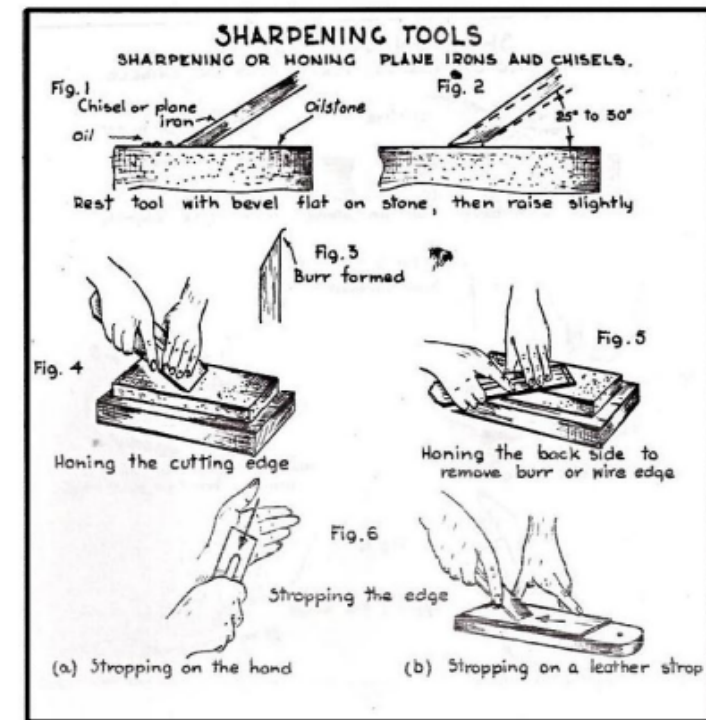 SHARPENING TOOLS
SHARPENING OR HONING PLANE IRONS AND CHISELS.
Fig.1
Chisel or plane
iron
Oil
Oilstone
Fig. 2
25° to 30°
Rest tool with bevel flat on stone, then raise slightly
Fig.3
Burr formed
Fig. 4
Honing the cutting edge
Fig.5
Honing the back side to
remove burr or wire edge
Fig.6
Stropping the edge
(a) Stropping on the hand
(b) Stropping on a leather strop